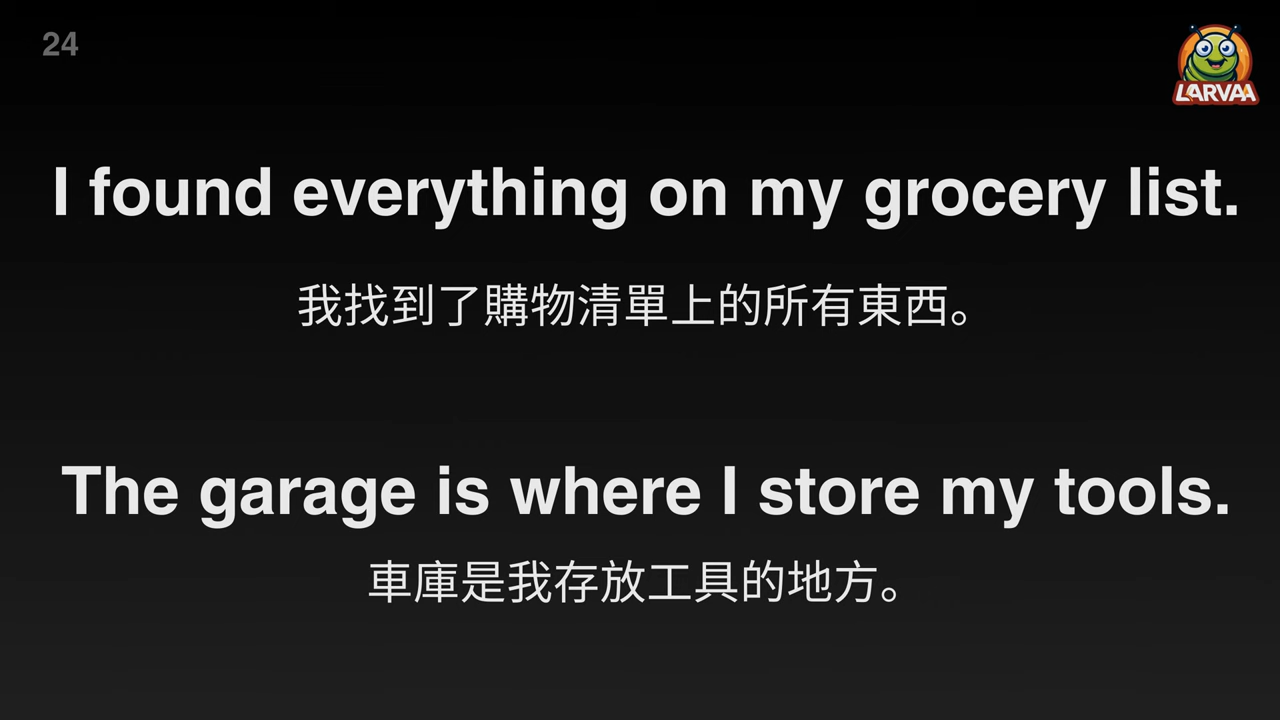 24
LARVAA
I found everything on my grocery list.
我找到了購物清單上的所有東西。
The garage is where I store my tools.
車庫是我存放工具的地方。